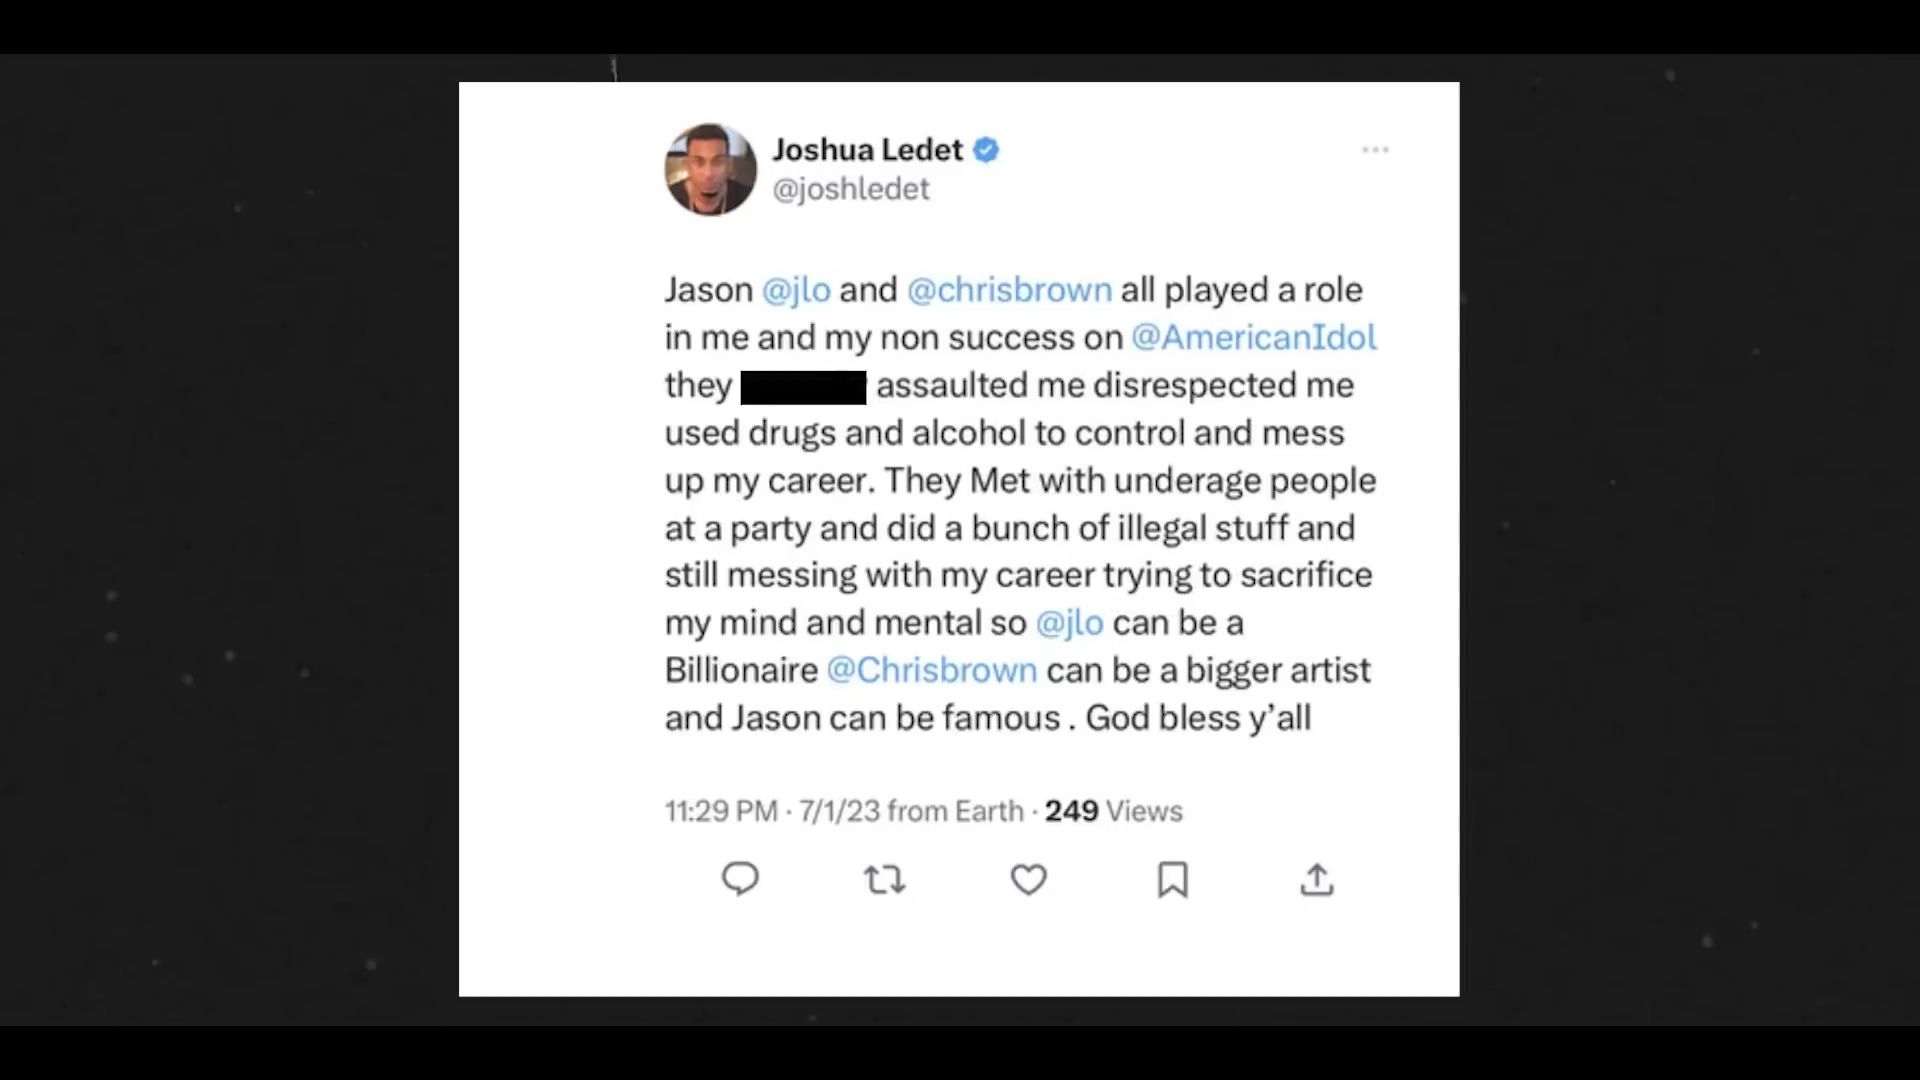 Joshua Ledet
@joshledet
Jason @jlo and @chrisbrown all played a role
in me and my non success on @AmericanIdol
they assaulted me disrespected me
used drugs and alcohol to control and mess
up my career. They Met with underage people
at a party and did a bunch of illegal stuff and
still messing with my career trying to sacrifice
my mind and mental so @jlo can be a
Billionaire @Chrisbrown can be a bigger artist
and Jason can be famous . God bless y’all
11:29 PM · 7/1/23 from Earth · 249 Views